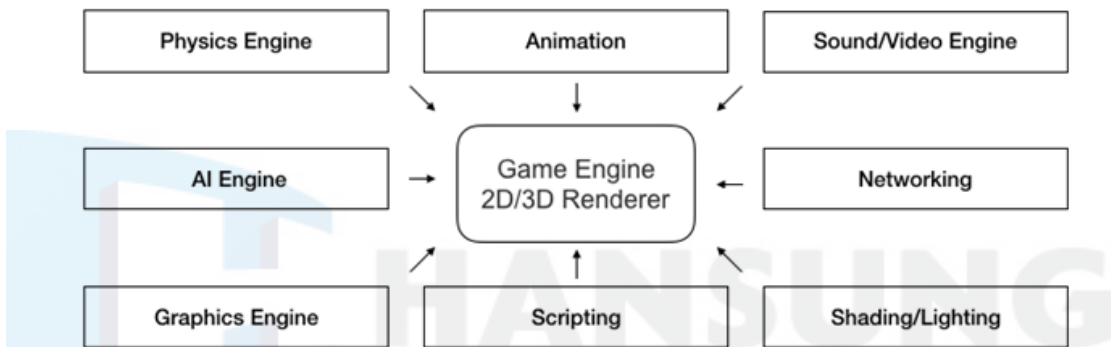 Physics Engine
Animation
Sound/Video Engine
AI Engine
Game Engine
2D/3D Renderer
Networking
Graphics Engine
Scripting
Shading/Lighting
HANSUNG